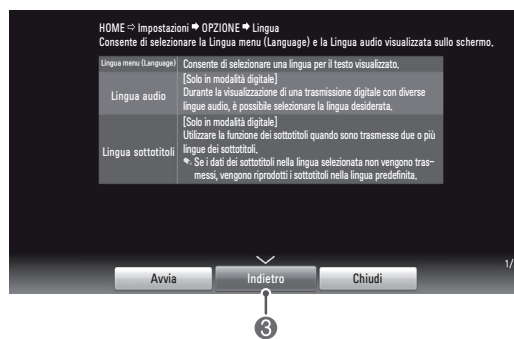 HOME ⇨ Impostazioni ➡ OPZIONE ➡ Lingua
Consente di selezionare la Lingua menu (Language) e la Lingua audio visualizzata sullo schermo.
Lingua menu (Language) Consente di selezionare una lingua per il testo visualizzato.
Lingua audio
[Solo in modalità digitale]
Durante la visualizzazione di una trasmissione digitale con diverse
lingue audio, è possibile selezionare la lingua desiderata.
Lingua sottotitoli
[Solo in modalità digitale]
Utilizzare la funzione dei sottotitoli quando sono trasmesse due o più
lingue dei sottotitoli.
✎ Se i dati dei sottotitoli nella lingua selezionata non vengono tras-
messi, vengono riprodotti i sottotitoli nella lingua predefinita.
1/
Avvia Indietro Chiudi
3